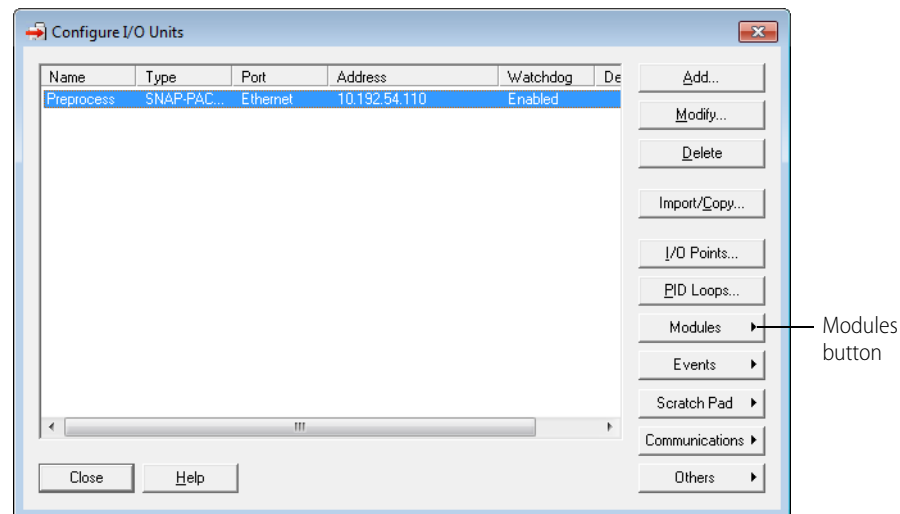 Configure I/O Units
Name Type Port Address Watchdog De
Preprocess SNAP-PAC... Ethernet 10.192.54.110 Enabled
Add...
Modify...
Delete
Import/Copy...
I/O Points...
PID Loops...
Modules
Events
Scratch Pad
Communications
Others
Close Help
Modules
button